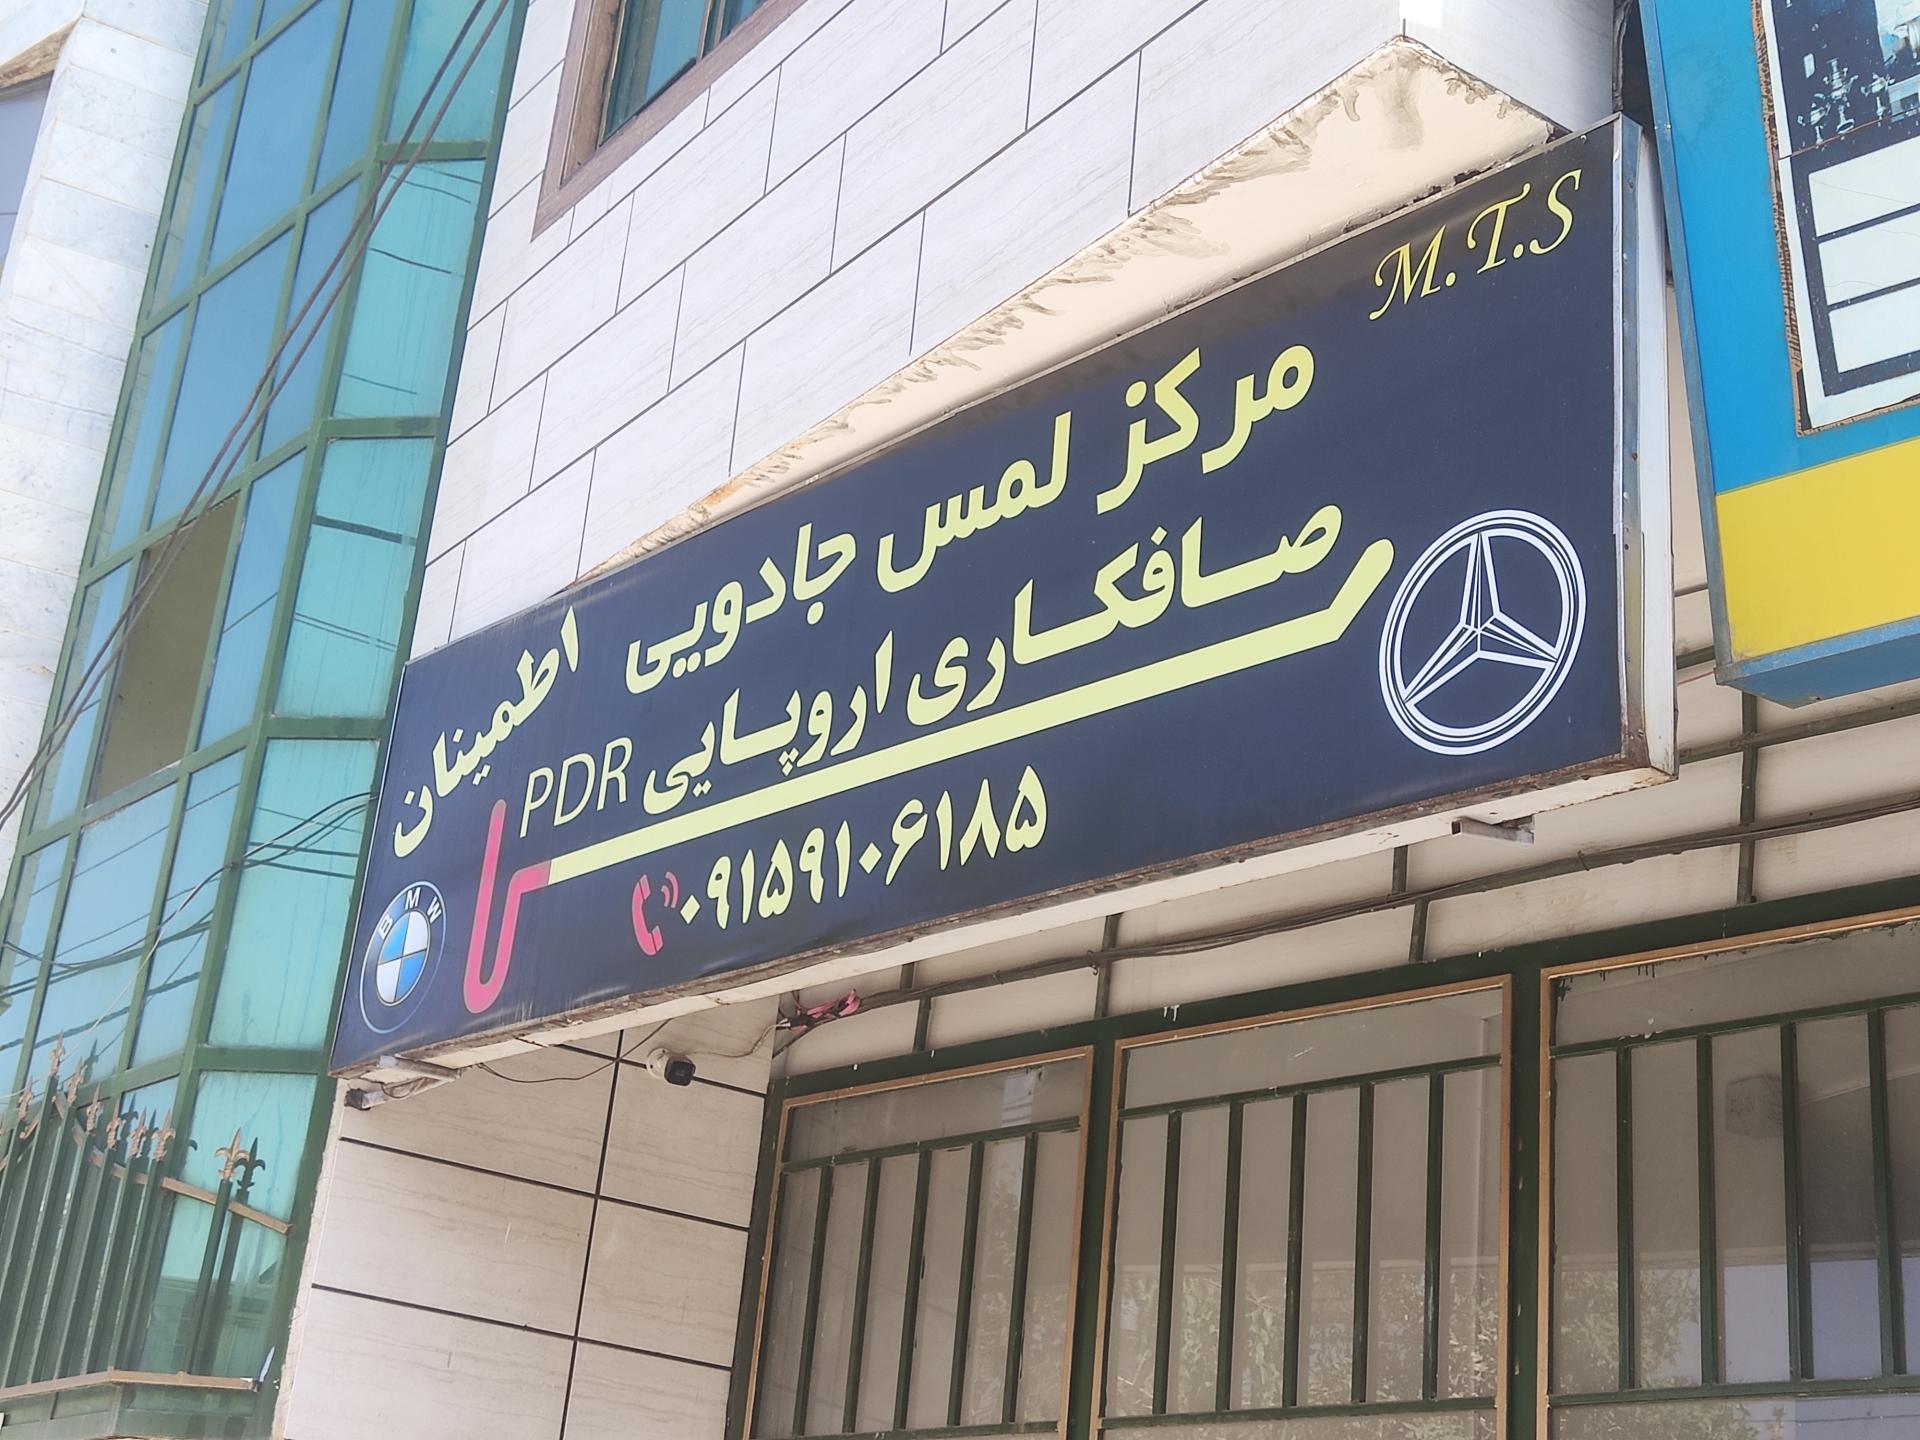 M.T.S
مرکز لمس جادویی اطمینان
صافکاری اروپایی PDR
۰۹۱۵۹۱۰۶۱۸۵
BMW